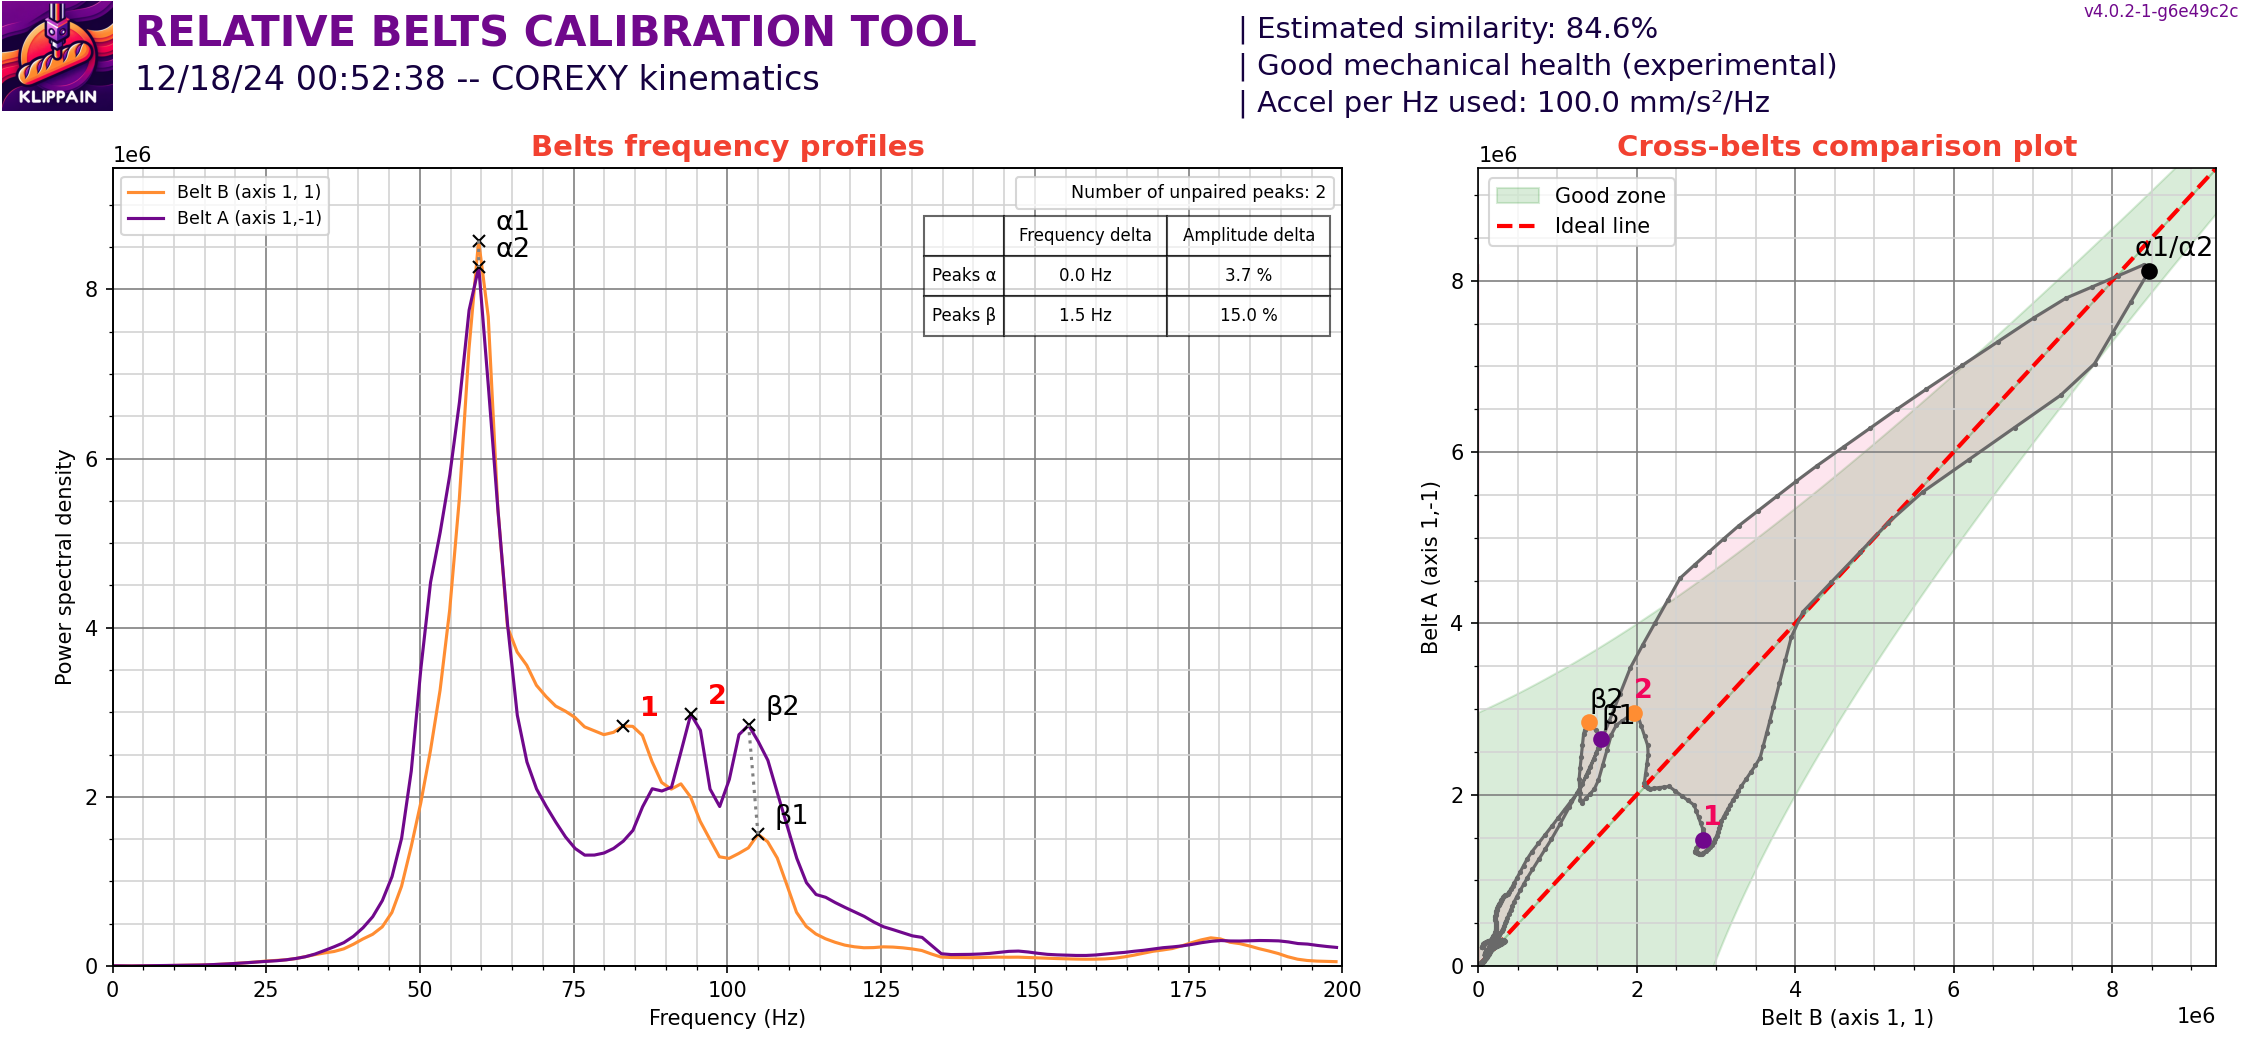 KLIPPAIN
RELATIVE BELTS CALIBRATION TOOL
12/18/24 00:52:38 -- COREXY kinematics
| Estimated similarity: 84.6%
| Good mechanical health (experimental)
| Accel per Hz used: 100.0 mm/s²/Hz
v4.0.2-1-g6e49c2c
Belts frequency profiles
1e6
Belt B (axis 1, 1)
Belt A (axis 1,-1)
Number of unpaired peaks: 2
Frequency delta Amplitude delta
Peaks α 0.0 Hz 3.7 %
Peaks β 1.5 Hz 15.0 %
α1
α2
1
2
β2
β1
Power spectral density
8
6
4
2
0
0 25 50 75 100 125 150 175 200
Frequency (Hz)
Cross-belts comparison plot
1e6
Good zone
Ideal line
α1/α2
β2
2
β1
1
Belt A (axis 1,-1)
8
6
4
2
0
0 2 4 6 8
Belt B (axis 1, 1)
1e6